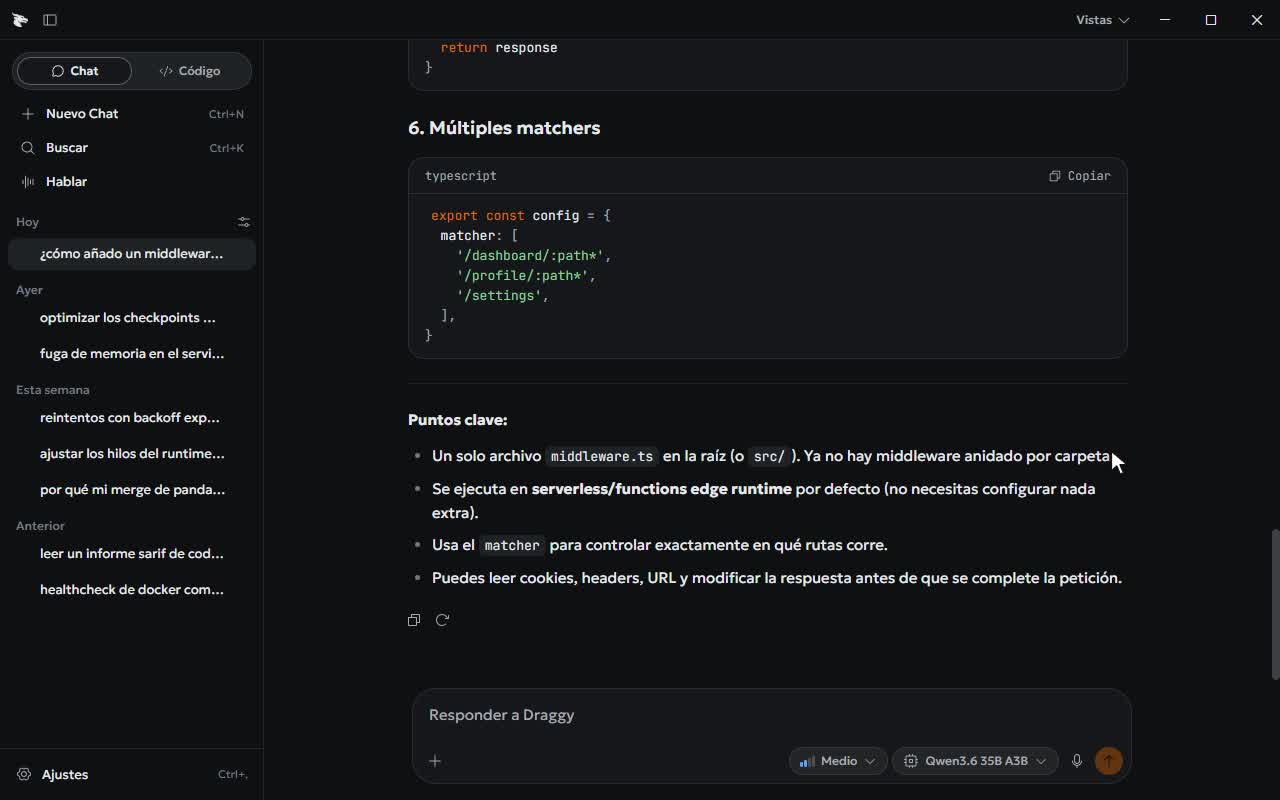 Vistas
Chat
Código
Nuevo Chat
Ctrl+N
Buscar
Ctrl+K
Hablar
Hoy
¿cómo añado un middlewar...
Ayer
optimizar los checkpoints ...
fuga de memoria en el servi...
Esta semana
reintentos con backoff exp...
ajustar los hilos del runtime...
por qué mi merge de panda...
Anterior
leer un informe sarif de cod...
healthcheck de docker com...
Ajustes
Ctrl+,
return response
}
6. Múltiples matchers
typescript
Copiar
export const config = {
matcher: [
'/dashboard/:path*',
'/profile/:path*',
'/settings',
],
}
Puntos clave:
Un solo archivo middleware.ts en la raíz (o src/ ). Ya no hay middleware anidado por carpeta
Se ejecuta en serverless/functions edge runtime por defecto (no necesitas configurar nada
extra).
Usa el matcher para controlar exactamente en qué rutas corre.
Puedes leer cookies, headers, URL y modificar la respuesta antes de que se complete la petición.
Responder a Draggy
Medio
Qwen3.6 35B A3B